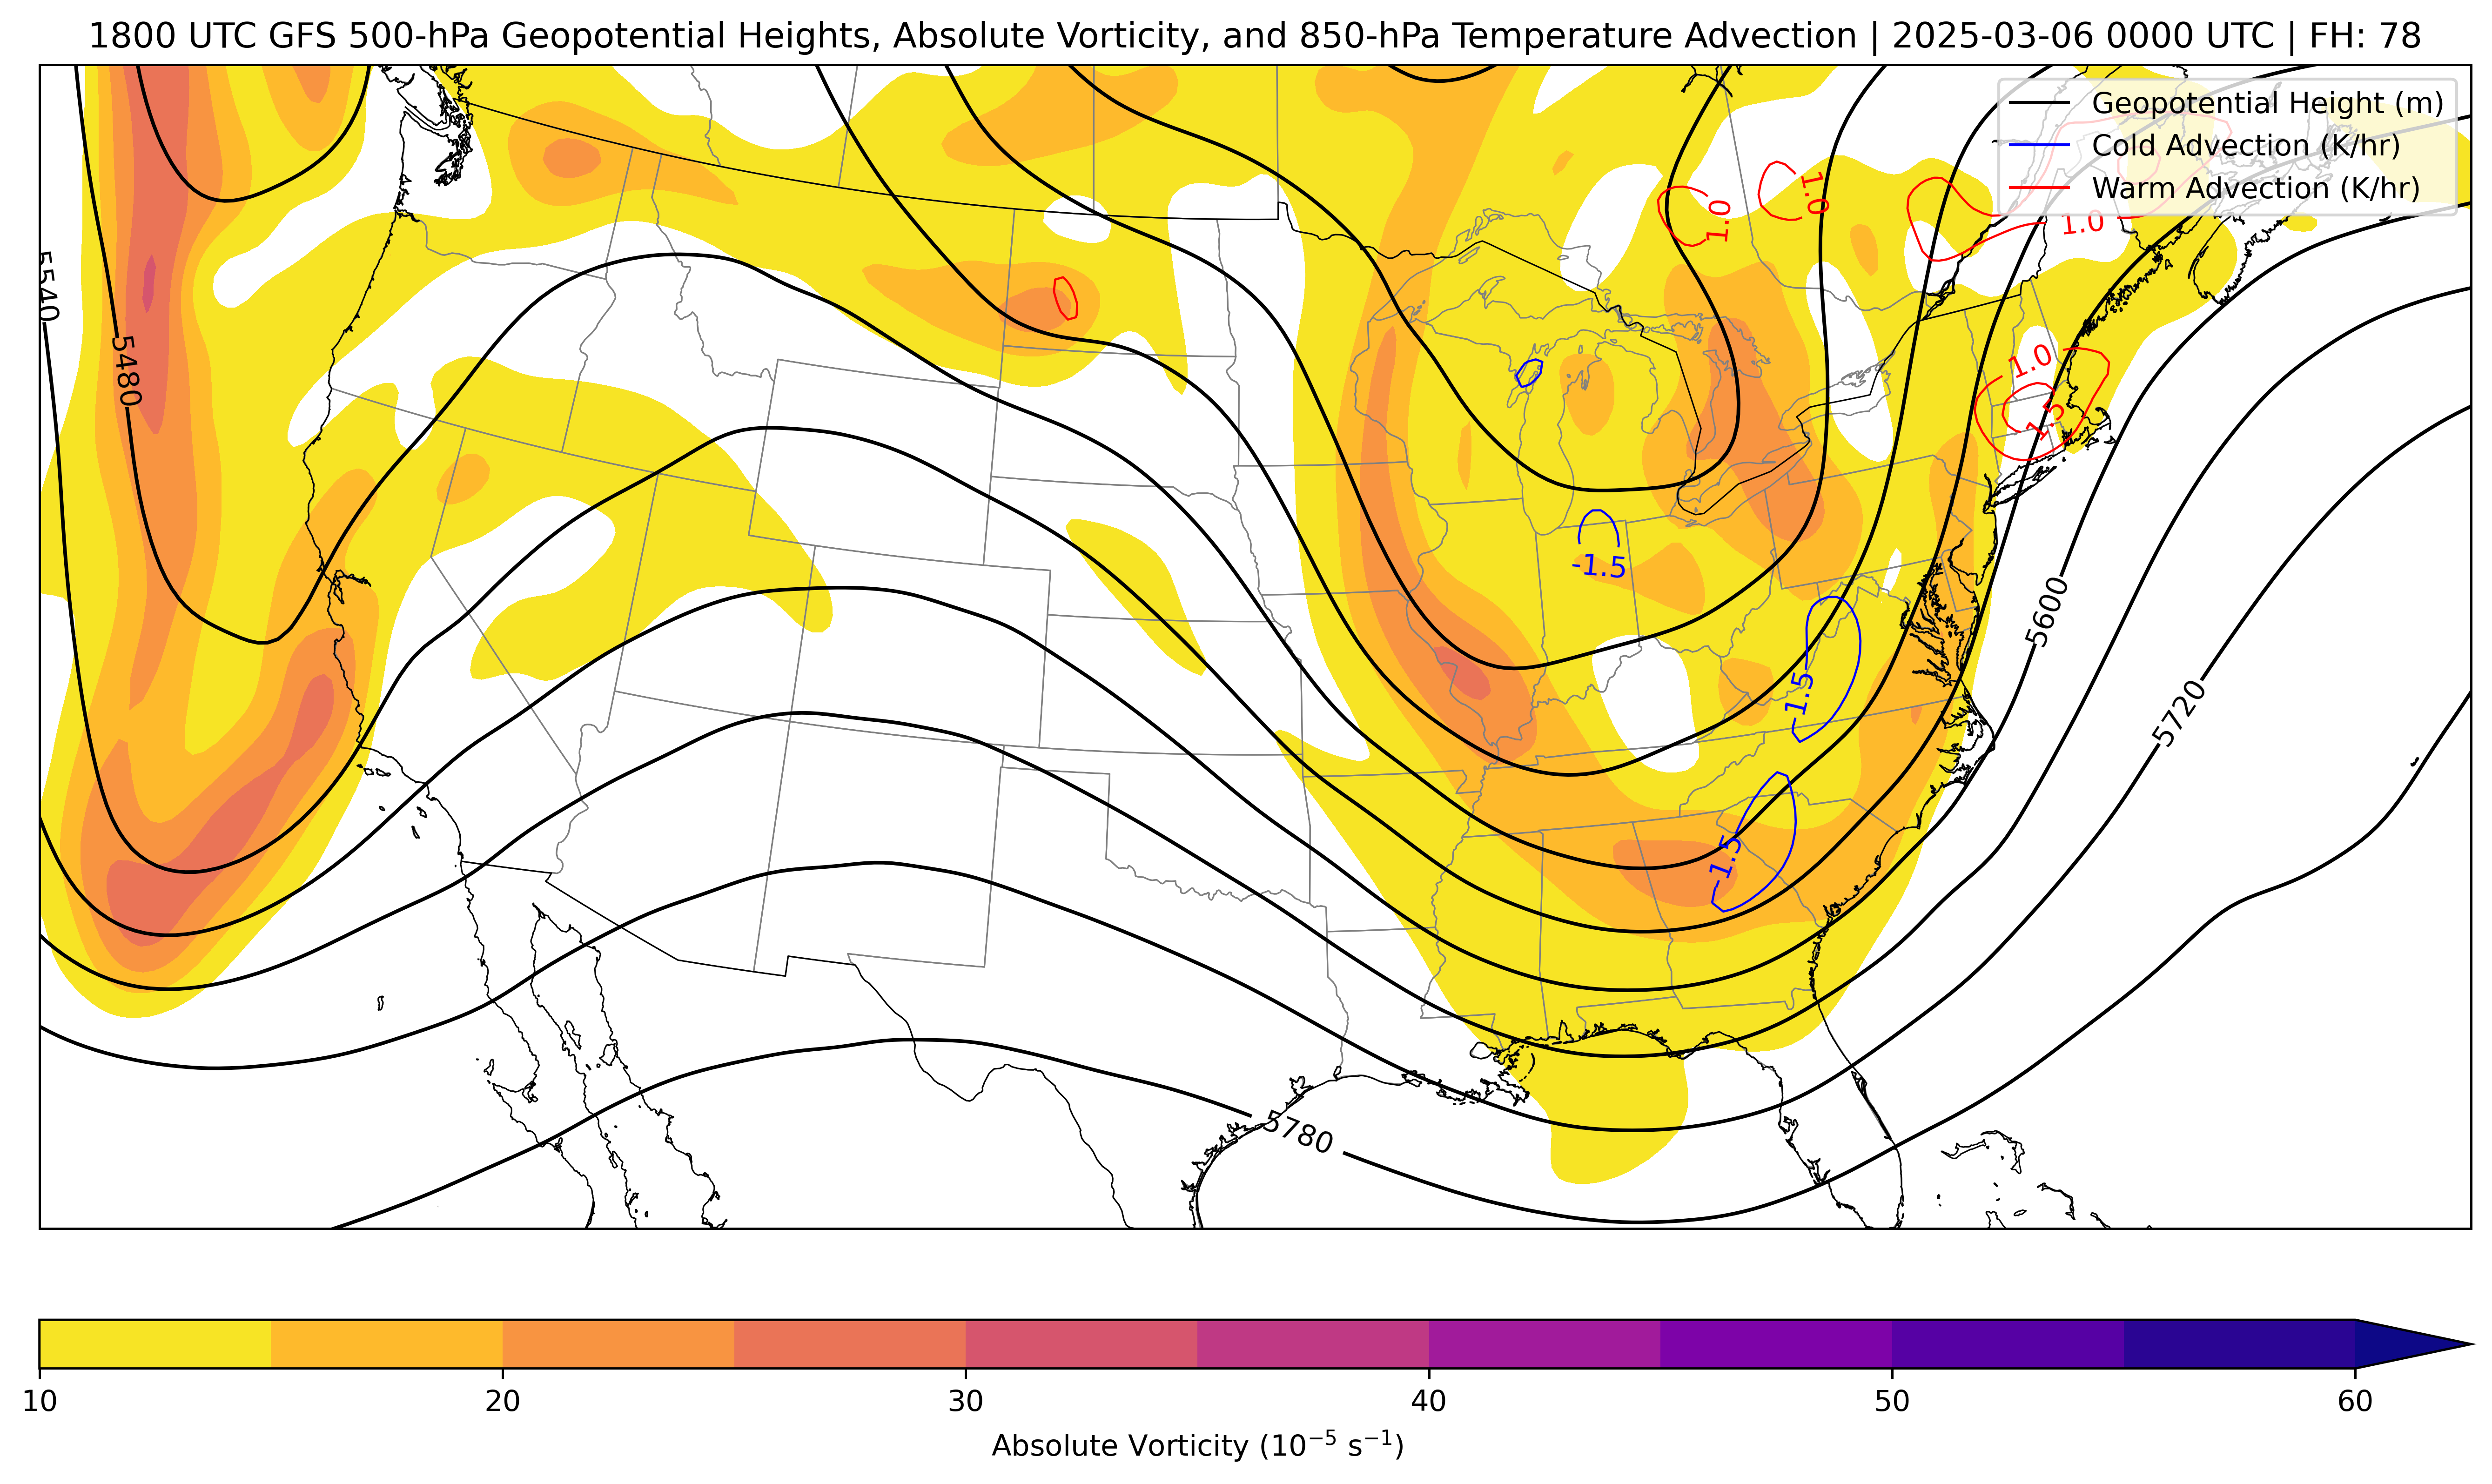 1800 UTC GFS 500-hPa Geopotential Heights, Absolute Vorticity, and 850-hPa Temperature Advection | 2025-03-06 0000 UTC | FH: 78
Geopotential Height (m)
Cold Advection (K/hr)
Warm Advection (K/hr)
1.0
1.0
1.0
5540
5480
1.0
1.5
-1.5
5600
-1.5
5720
-1.5
5780
10 20 30 40 50 60
Absolute Vorticity (10⁻⁵ s⁻¹)